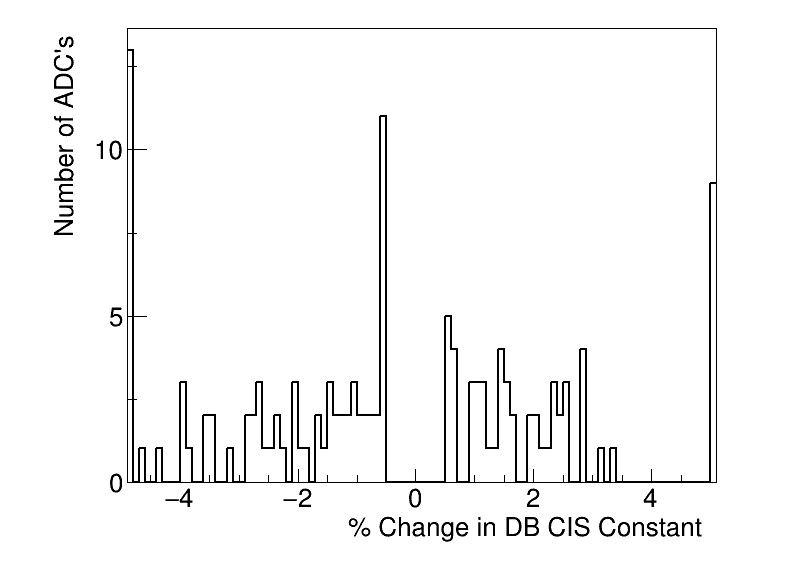 Number of ADC's
10
5
0
−4 −2 0 2 4
% Change in DB CIS Constant